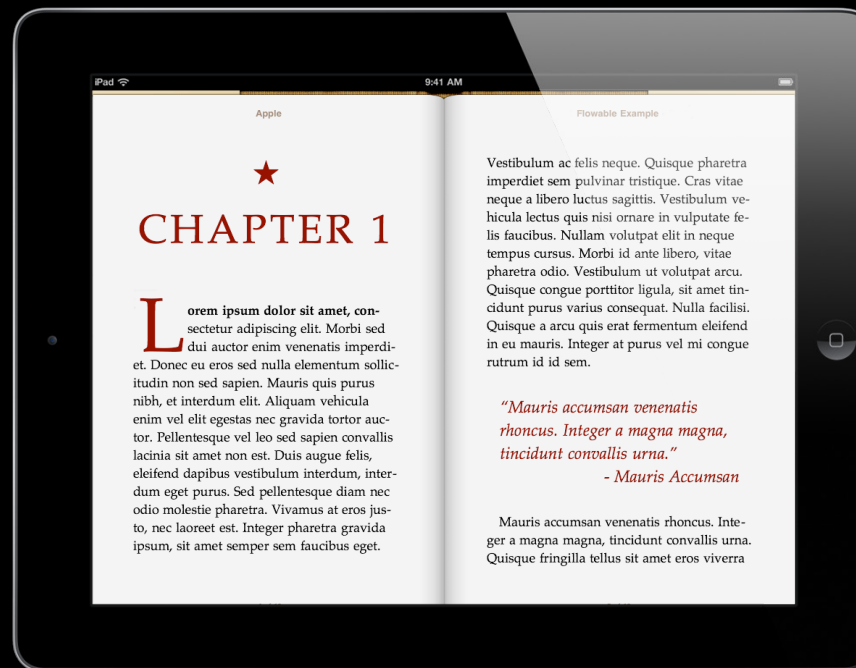 iPad
9:41 AM
Apple
★
CHAPTER 1
Lorem ipsum dolor sit amet, con-
sectetur adipiscing elit. Morbi sed
dui auctor enim venenatis imperdi-
et. Donec eu eros sed nulla elementum sollic-
itudin non sed sapien. Mauris quis purus
nibh, et interdum elit. Aliquam vehicula
enim vel elit egestas nec gravida tortor auc-
tor. Pellentesque vel leo sed sapien convallis
lacinia sit amet non est. Duis augue felis,
eleifend dapibus vestibulum interdum, inter-
dum eget purus. Sed pellentesque diam nec
odio molestie pharetra. Vivamus at eros jus-
to, nec laoreet est. Integer pharetra gravida
ipsum, sit amet semper sem faucibus eget.
Flowable Example
Vestibulum ac felis neque. Quisque pharetra
imperdiet sem pulvinar tristique. Cras vitae
neque a libero luctus sagittis. Vestibulum ve-
hicula lectus quis nisi ornare in vulputate fe-
lis faucibus. Nullam volutpat elit in neque
tempus cursus. Morbi id ante libero, vitae
pharetra odio. Vestibulum ut volutpat arcu.
Quisque congue porttitor ligula, sit amet tin-
cidunt purus varius consequat. Nulla facilisi.
Quisque a arcu quis erat fermentum eleifend
in eu mauris. Integer at purus vel mi congue
rutrum id id sem.
“Mauris accumsan venenatis
rhoncus. Integer a magna magna,
tincidunt convallis urna.”
- Mauris Accumsan
Mauris accumsan venenatis rhoncus. Inte-
ger a magna magna, tincidunt convallis urna.
Quisque fringilla tellus sit amet eros viverra